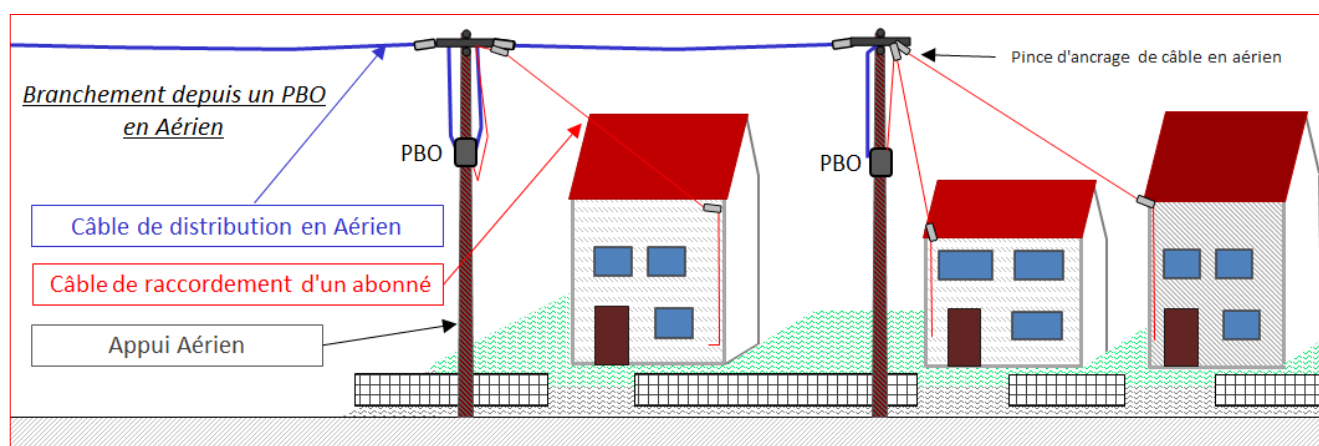 Branchement depuis un PBO
en Aérien
Pince d'ancrage de câble en aérien
PBO
PBO
Câble de distribution en Aérien
Câble de raccordement d'un abonné
Appui Aérien